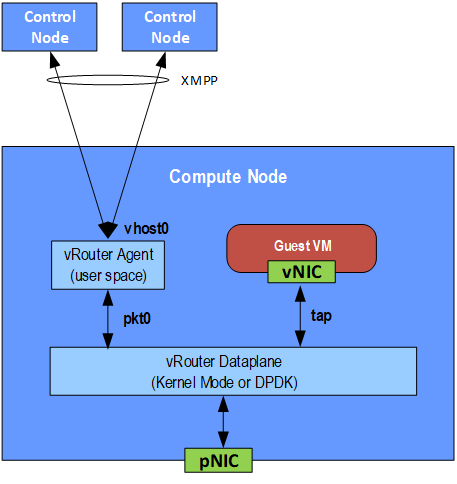 Control
Node
Control
Node
XMPP
Compute Node
vhost0
vRouter Agent
(user space)
Guest VM
vNIC
pkt0
tap
vRouter Dataplane
(Kernel Mode or DPDK)
pNIC